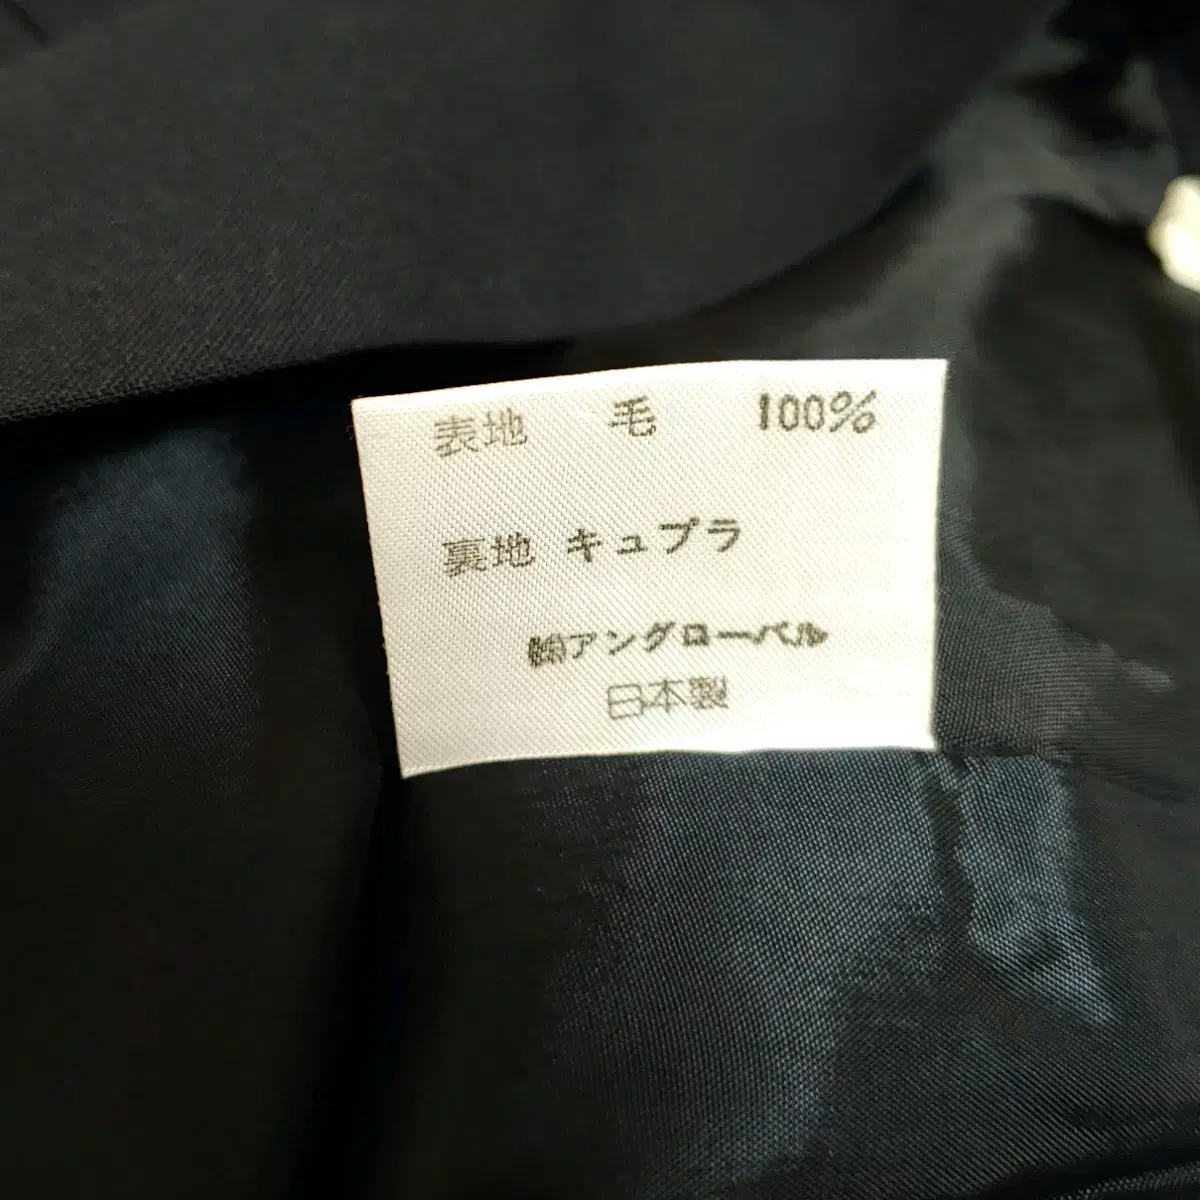 表地 毛 100%
裏地 キュプラ
㈱アングローバル
日本製